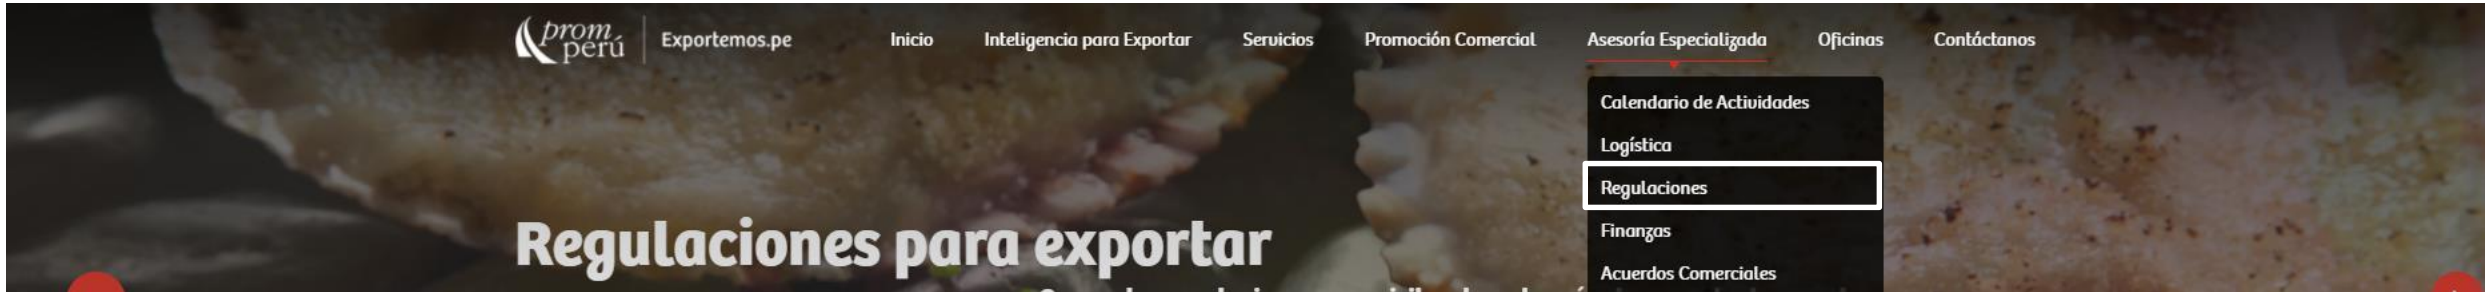 prom
perú
Exportemos.pe
Inicio
Inteligencia para Exportar
Servicios
Promoción Comercial
Asesoría Especializada
Oficinas
Contáctanos
Calendario de Actividades
Logística
Regulaciones
Finanzas
Acuerdos Comerciales
Regulaciones para exportar